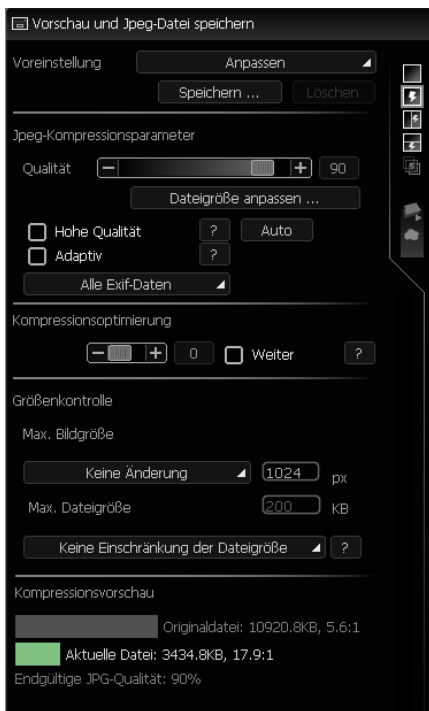 Vorschau und Jpeg-Datei speichern
Voreinstellung Anpassen
Speichern ... Löschen
Jpeg-Kompressionsparameter
Qualität 90
Dateigröße anpassen ...
Hohe Qualität ? Auto
Adaptiv ?
Alle Exif-Daten
Kompressionsoptimierung
0 Weiter ?
Größenkontrolle
Max. Bildgröße
Keine Änderung 1024 px
Max. Dateigröße 200 KB
Keine Einschränkung der Dateigröße ?
Kompressionsvorschau
Originaldatei: 10920.8KB, 5.6:1
Aktuelle Datei: 3434.8KB, 17.9:1
Endgültige JPG-Qualität: 90%